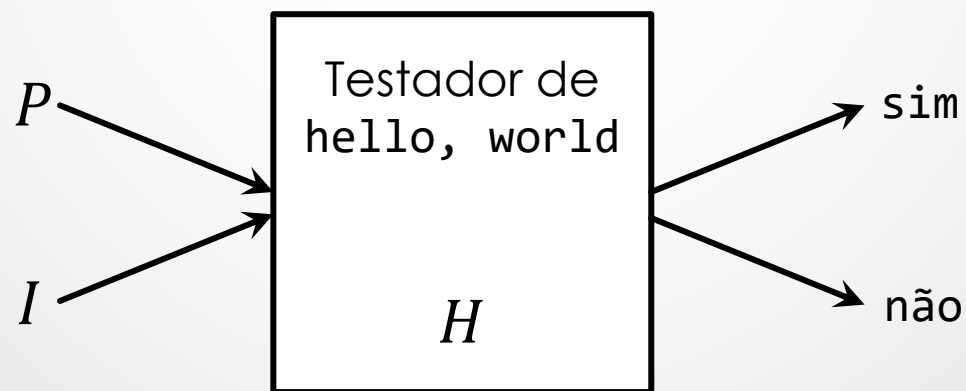 P
I
Testador de
hello, world
H
sim
não